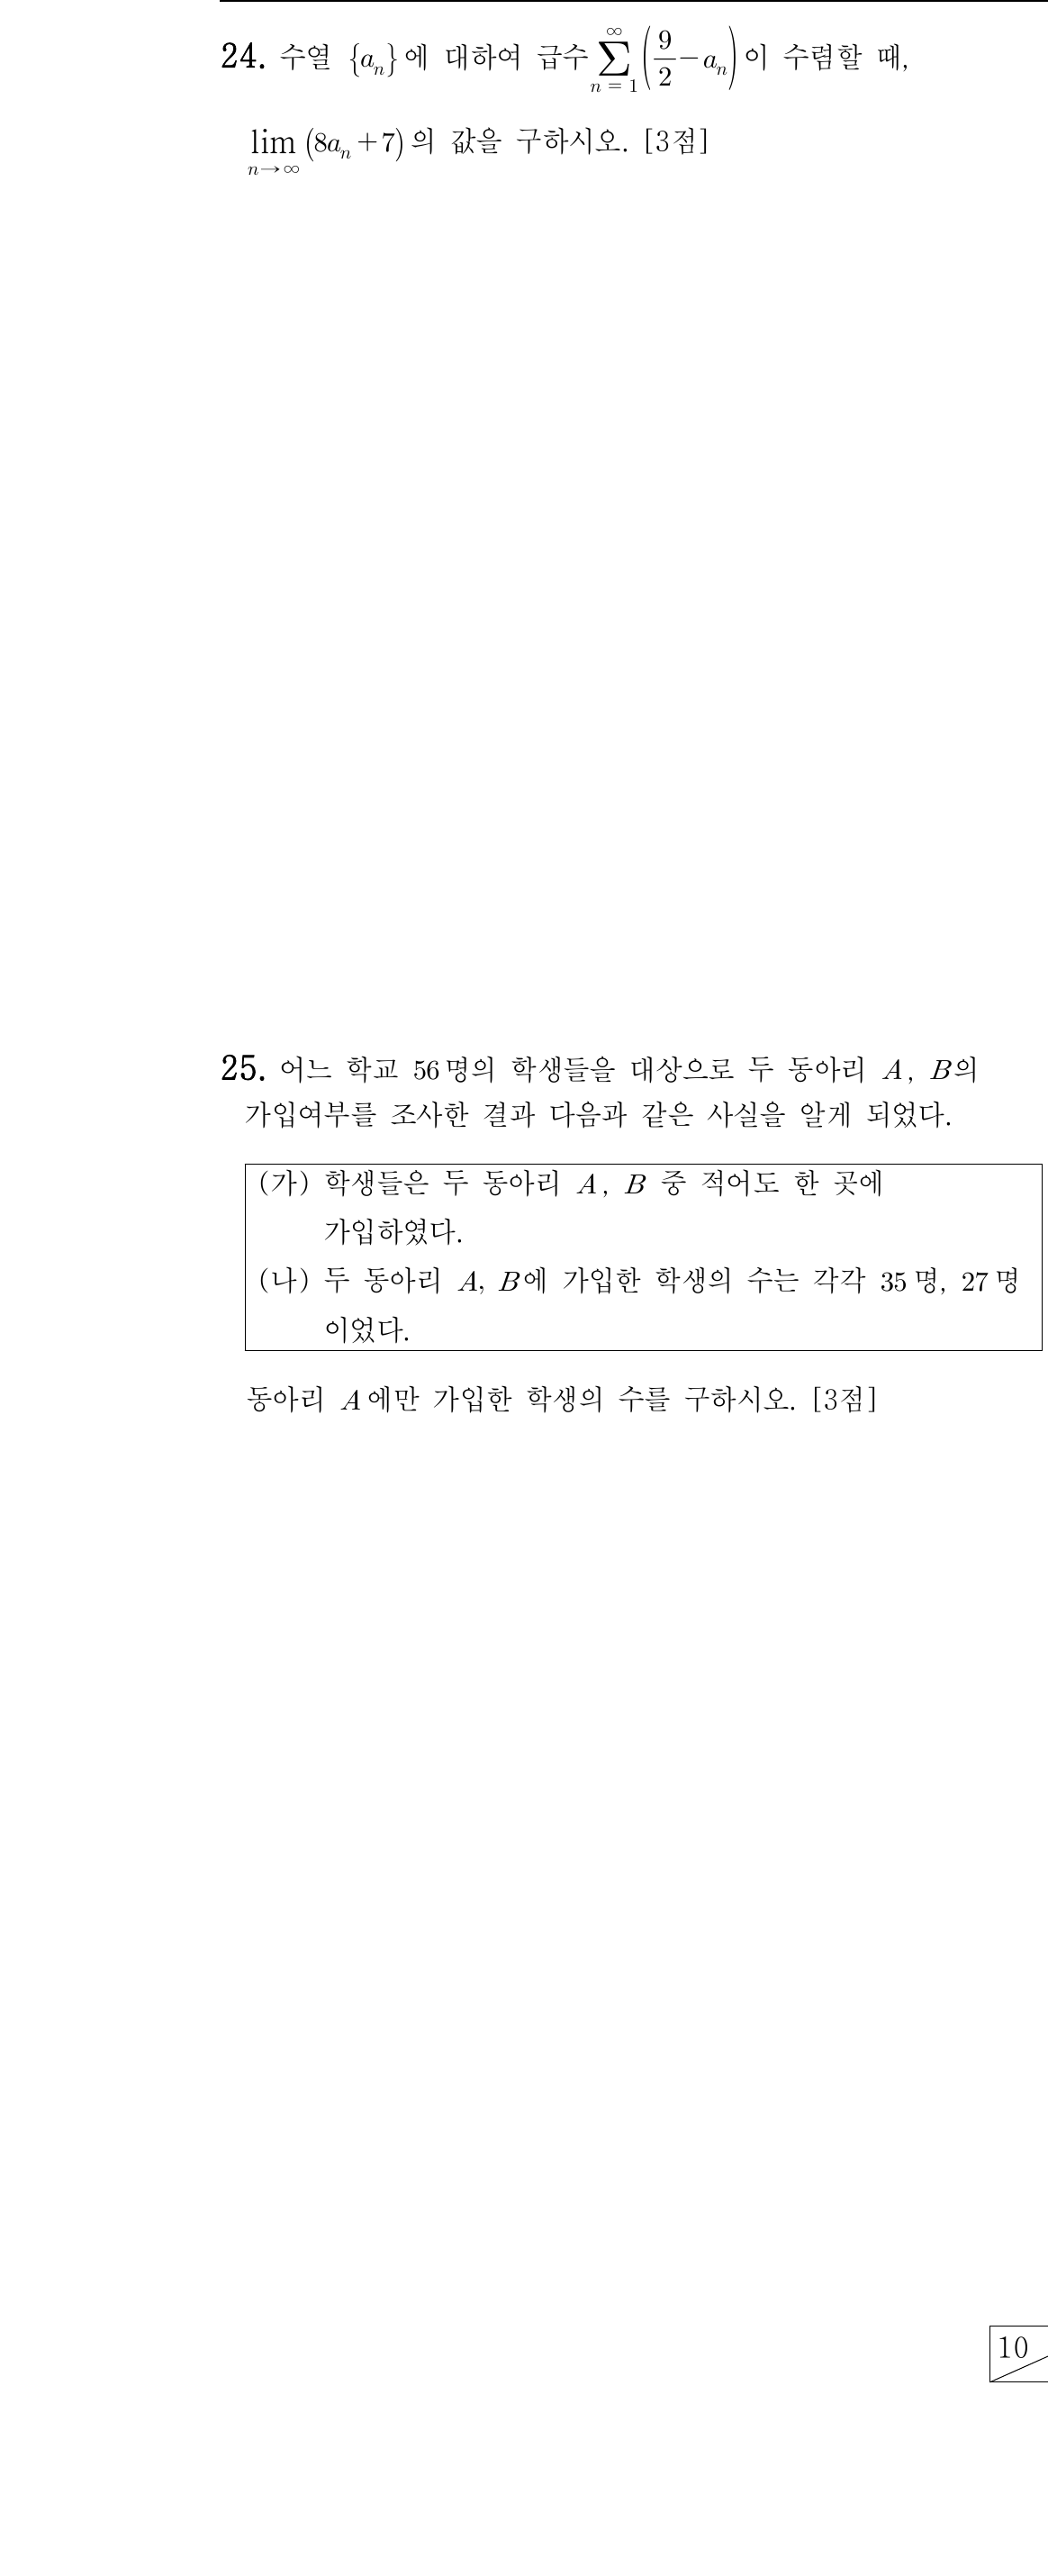 24. 수열 {aₙ}에 대하여 급수 ∑_{n = 1}^{∞} (9/2 − aₙ)이 수렴할 때,
lim_{n→∞} (8aₙ+7)의 값을 구하시오. [3점]
25. 어느 학교 56명의 학생들을 대상으로 두 동아리 A, B의
가입여부를 조사한 결과 다음과 같은 사실을 알게 되었다.
(가) 학생들은 두 동아리 A, B 중 적어도 한 곳에
가입하였다.
(나) 두 동아리 A, B에 가입한 학생의 수는 각각 35명, 27명
이었다.
동아리 A에만 가입한 학생의 수를 구하시오. [3점]
10